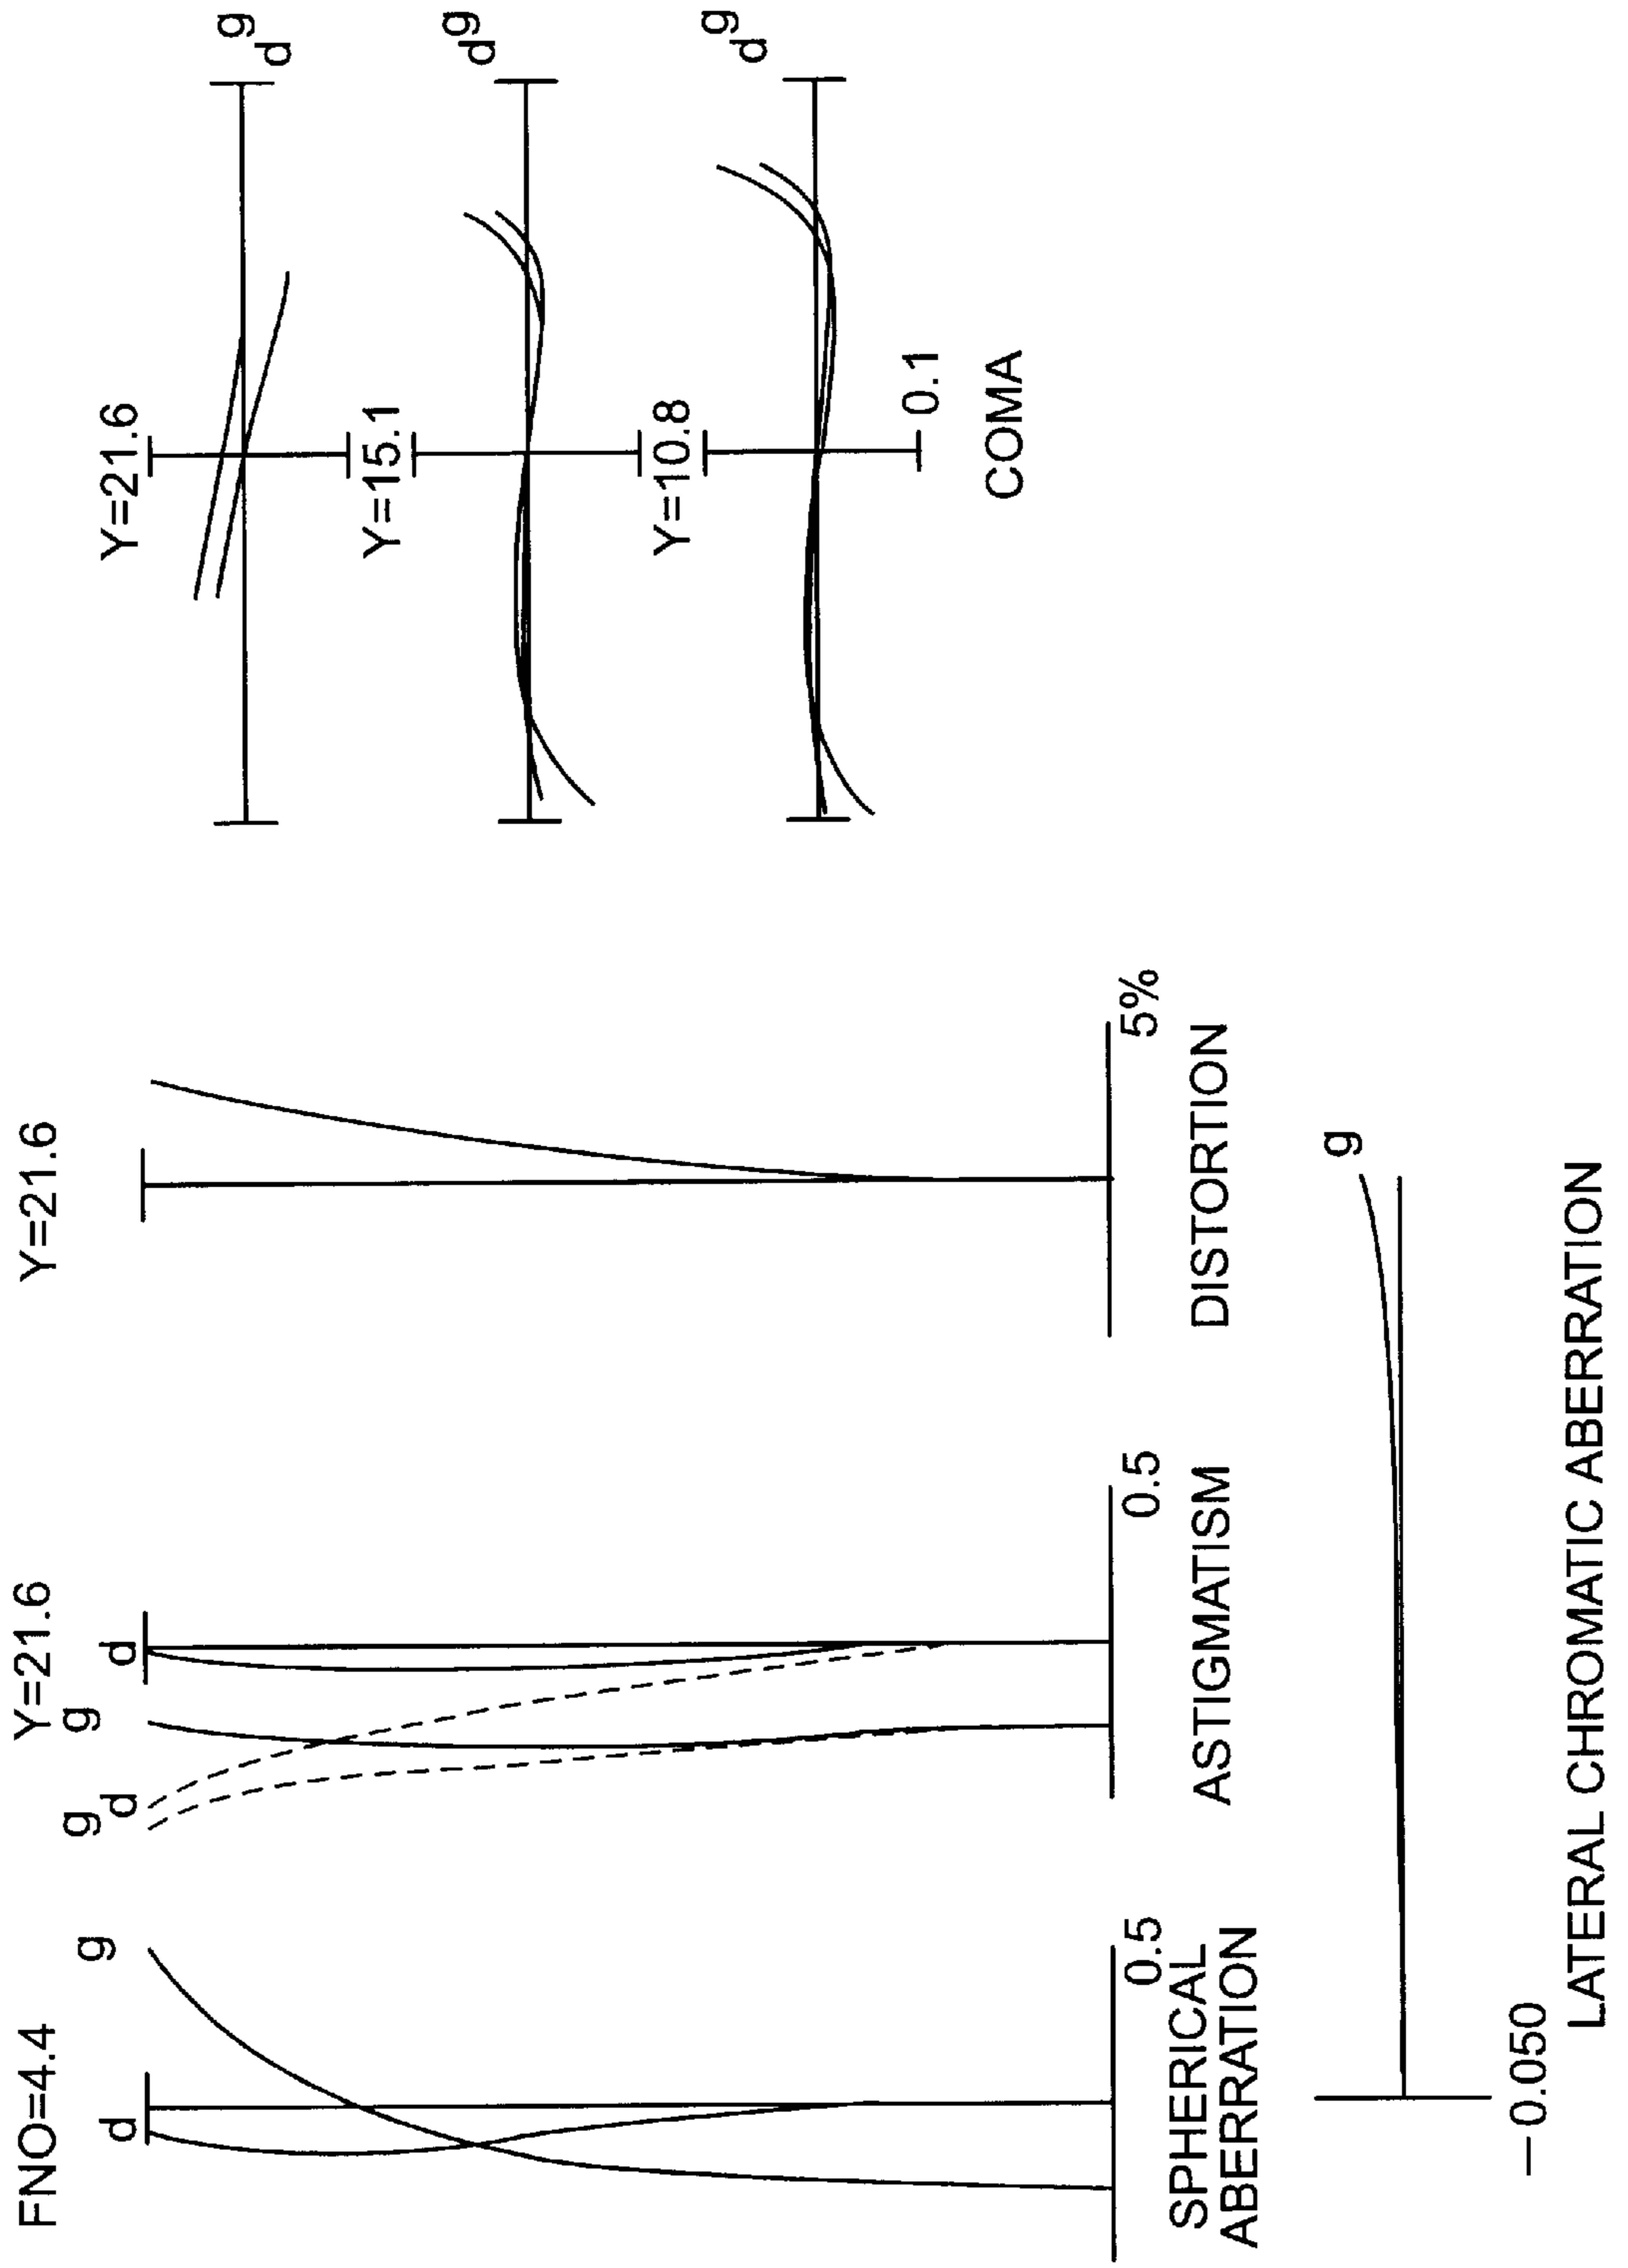 FNO=4.4
d
g
0.5
SPHERICAL
ABERRATION
Y=21.6
g
d
g
d
0.5
ASTIGMATISM
Y=21.6
5%
DISTORTION
Y=21.6
g
d
Y=15.1
g
d
Y=10.8
g
d
0.1
COMA
g
−0.050
LATERAL CHROMATIC ABERRATION